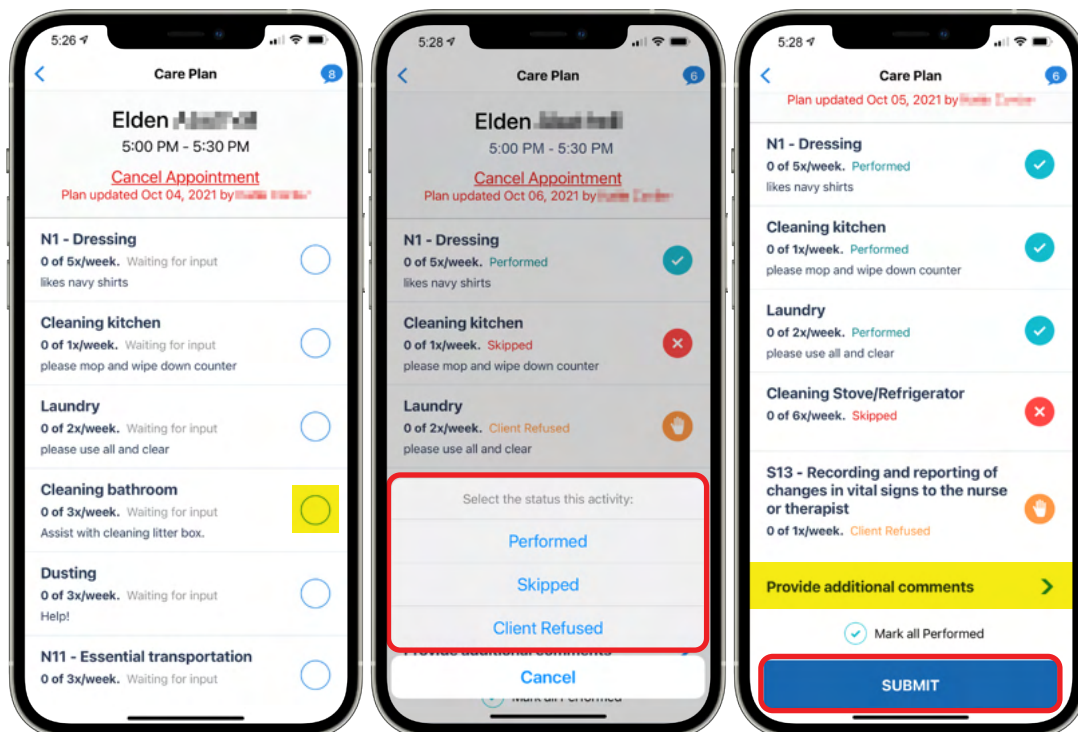 5:26
Care Plan
8
Elden
5:00 PM - 5:30 PM
Cancel Appointment
Plan updated Oct 04, 2021 by
N1 - Dressing
0 of 5x/week. Waiting for input
likes navy shirts
Cleaning kitchen
0 of 1x/week. Waiting for input
please mop and wipe down counter
Laundry
0 of 2x/week. Waiting for input
please use all and clear
Cleaning bathroom
0 of 3x/week. Waiting for input
Assist with cleaning litter box.
Dusting
0 of 3x/week. Waiting for input
Help!
N11 - Essential transportation
0 of 3x/week. Waiting for input
5:28
Care Plan
6
Elden
5:00 PM - 5:30 PM
Cancel Appointment
Plan updated Oct 06, 2021 by
N1 - Dressing
0 of 5x/week. Performed
likes navy shirts
Cleaning kitchen
0 of 1x/week. Skipped
please mop and wipe down counter
Laundry
0 of 2x/week. Client Refused
please use all and clear
Select the status this activity:
Performed
Skipped
Client Refused
Provide additional comments
Cancel
Mark all Performed
5:28
Care Plan
6
Plan updated Oct 05, 2021 by
N1 - Dressing
0 of 5x/week. Performed
likes navy shirts
Cleaning kitchen
0 of 1x/week. Performed
please mop and wipe down counter
Laundry
0 of 2x/week. Performed
please use all and clear
Cleaning Stove/Refrigerator
0 of 6x/week. Skipped
S13 - Recording and reporting of
changes in vital signs to the nurse
or therapist
0 of 1x/week. Client Refused
Provide additional comments
Mark all Performed
SUBMIT